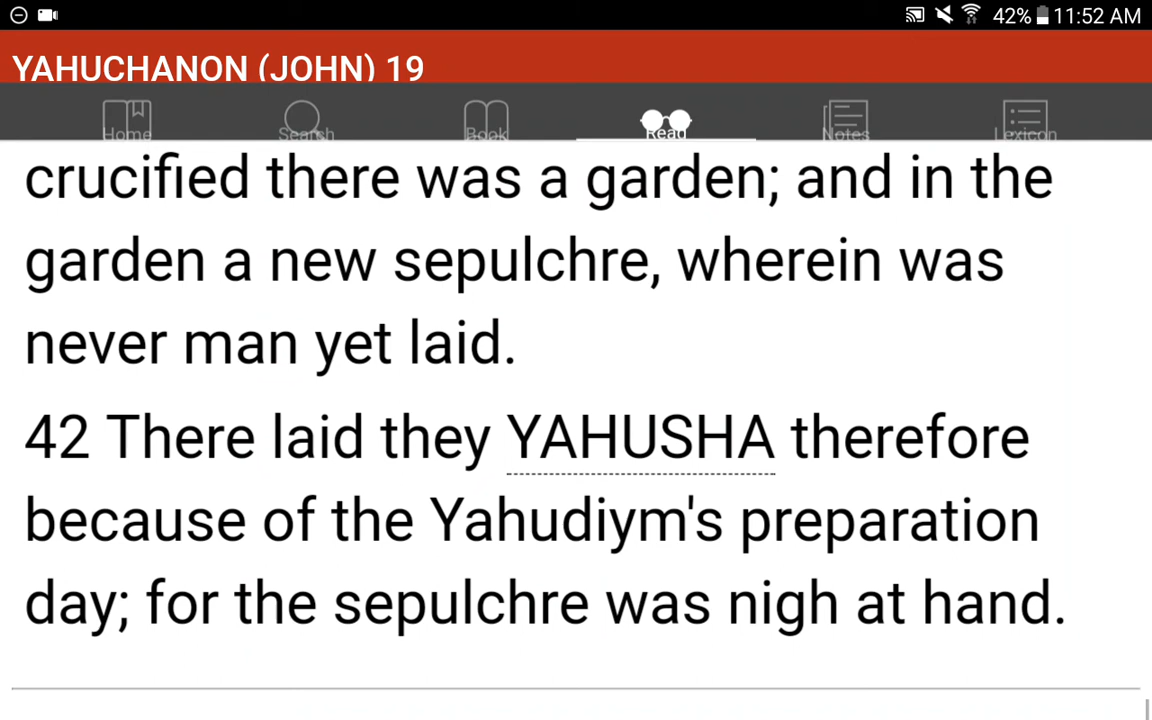 42% 11:52 AM
YAHUCHANON (JOHN) 19
Home Search Book Read Notes Lexicon
crucified there was a garden; and in the
garden a new sepulchre, wherein was
never man yet laid.
42 There laid they YAHUSHA therefore
because of the Yahudiym's preparation
day; for the sepulchre was nigh at hand.